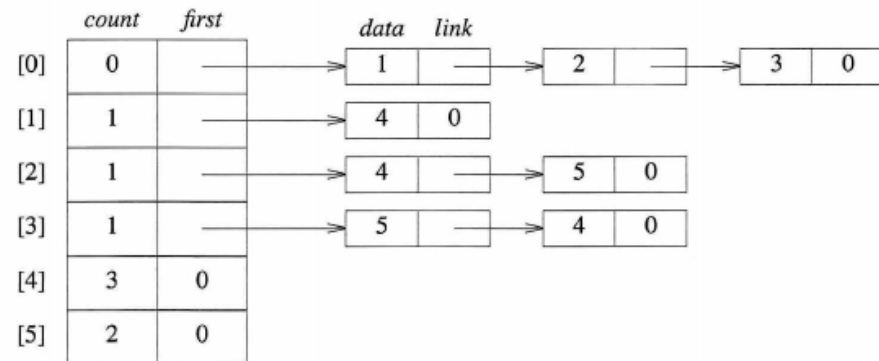 count first
data link
[0] 0 1 2 3 0
[1] 1 4 0
[2] 1 4 5 0
[3] 1 5 4 0
[4] 3 0
[5] 2 0